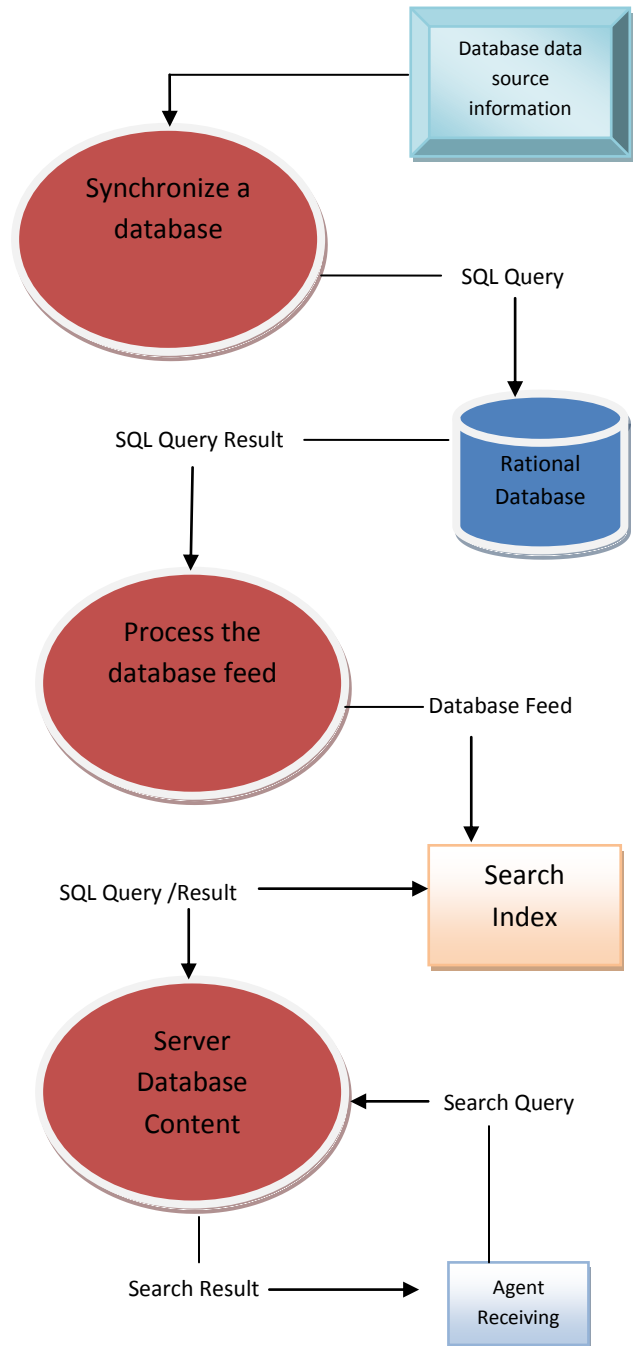 Database data
source
information
Synchronize a
database
SQL Query
SQL Query Result
Rational
Database
Process the
database feed
Database Feed
SQL Query /Result
Search
Index
Server
Database
Content
Search Query
Search Result
Agent
Receiving